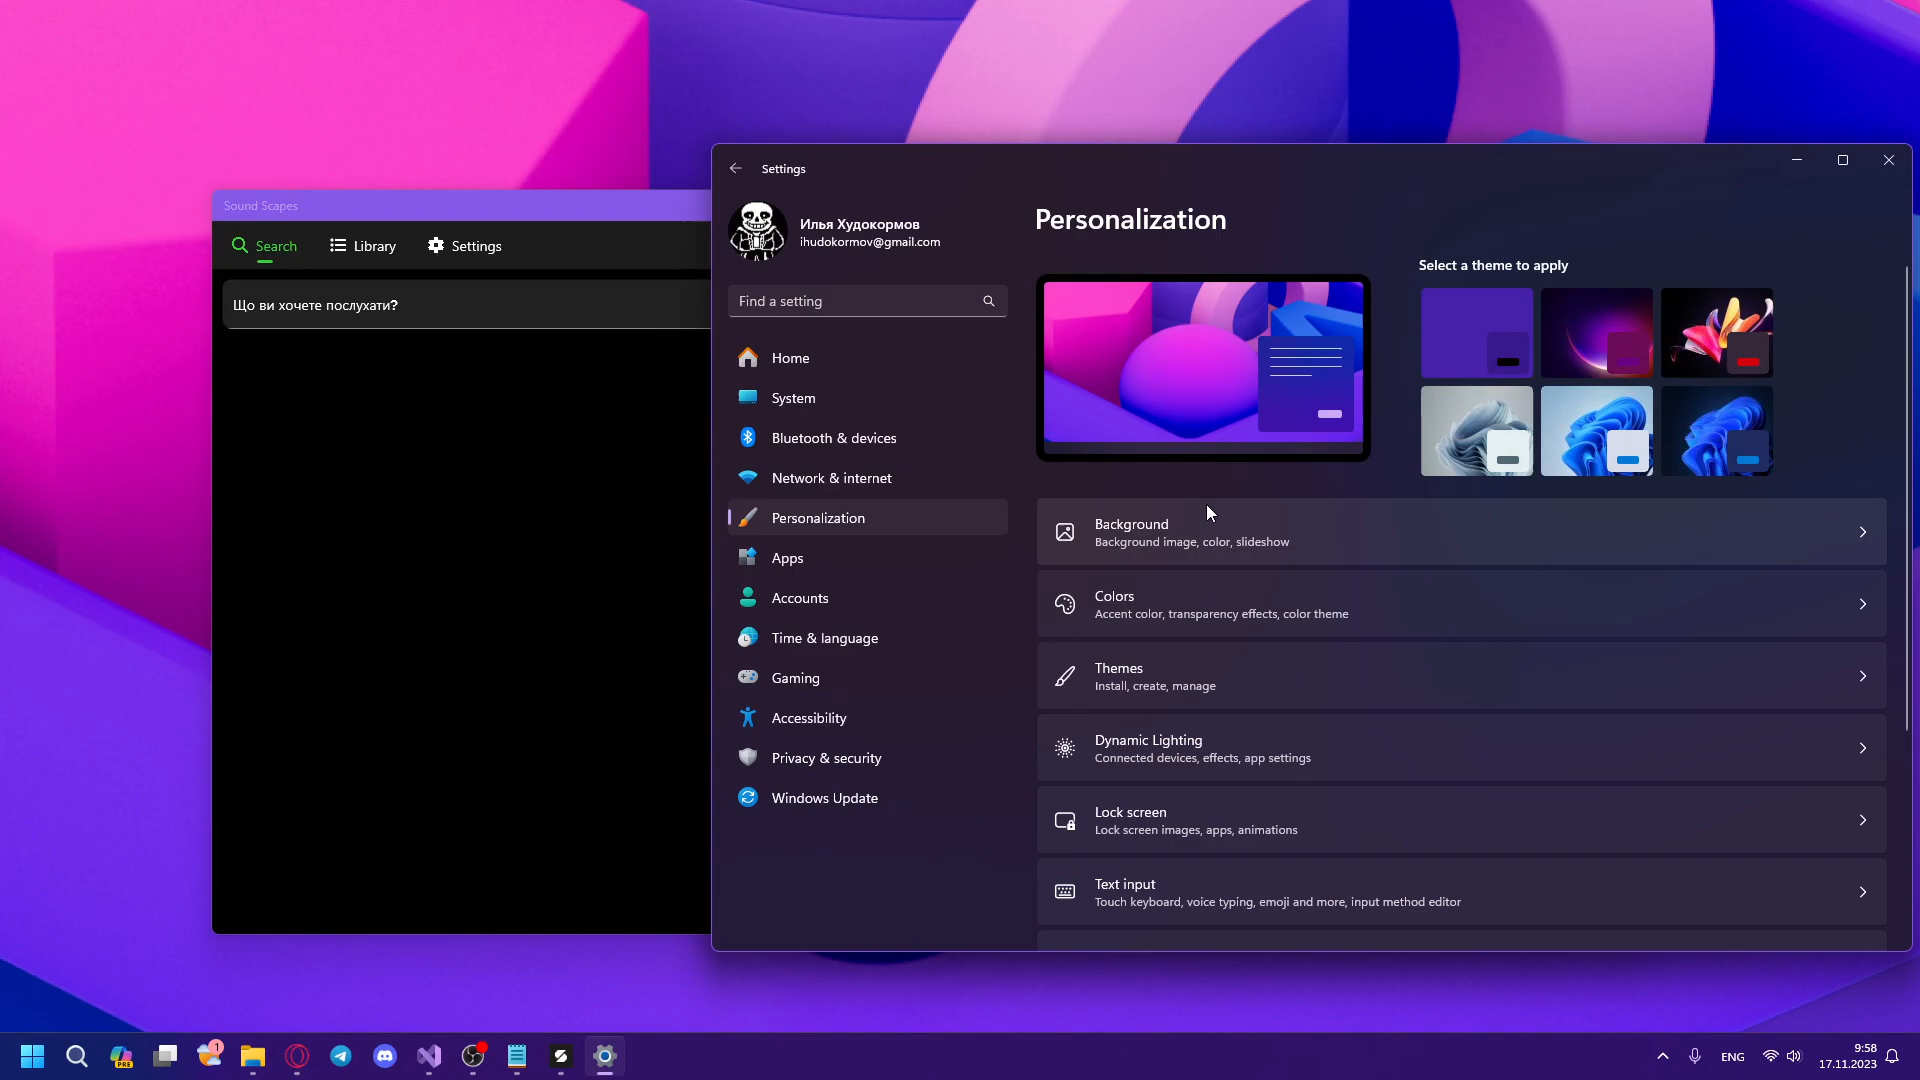 Sound Scapes
Search
Library
Settings
Що ви хочете послухати?
Settings
Илья Худокормов
ihudokormov@gmail.com
Find a setting
Home
System
Bluetooth & devices
Network & internet
Personalization
Apps
Accounts
Time & language
Gaming
Accessibility
Privacy & security
Windows Update
Personalization
Select a theme to apply
Background
Background image, color, slideshow
Colors
Accent color, transparency effects, color theme
Themes
Install, create, manage
Dynamic Lighting
Connected devices, effects, app settings
Lock screen
Lock screen images, apps, animations
Text input
Touch keyboard, voice typing, emoji and more, input method editor
PRE
1
ENG
9:58
17.11.2023